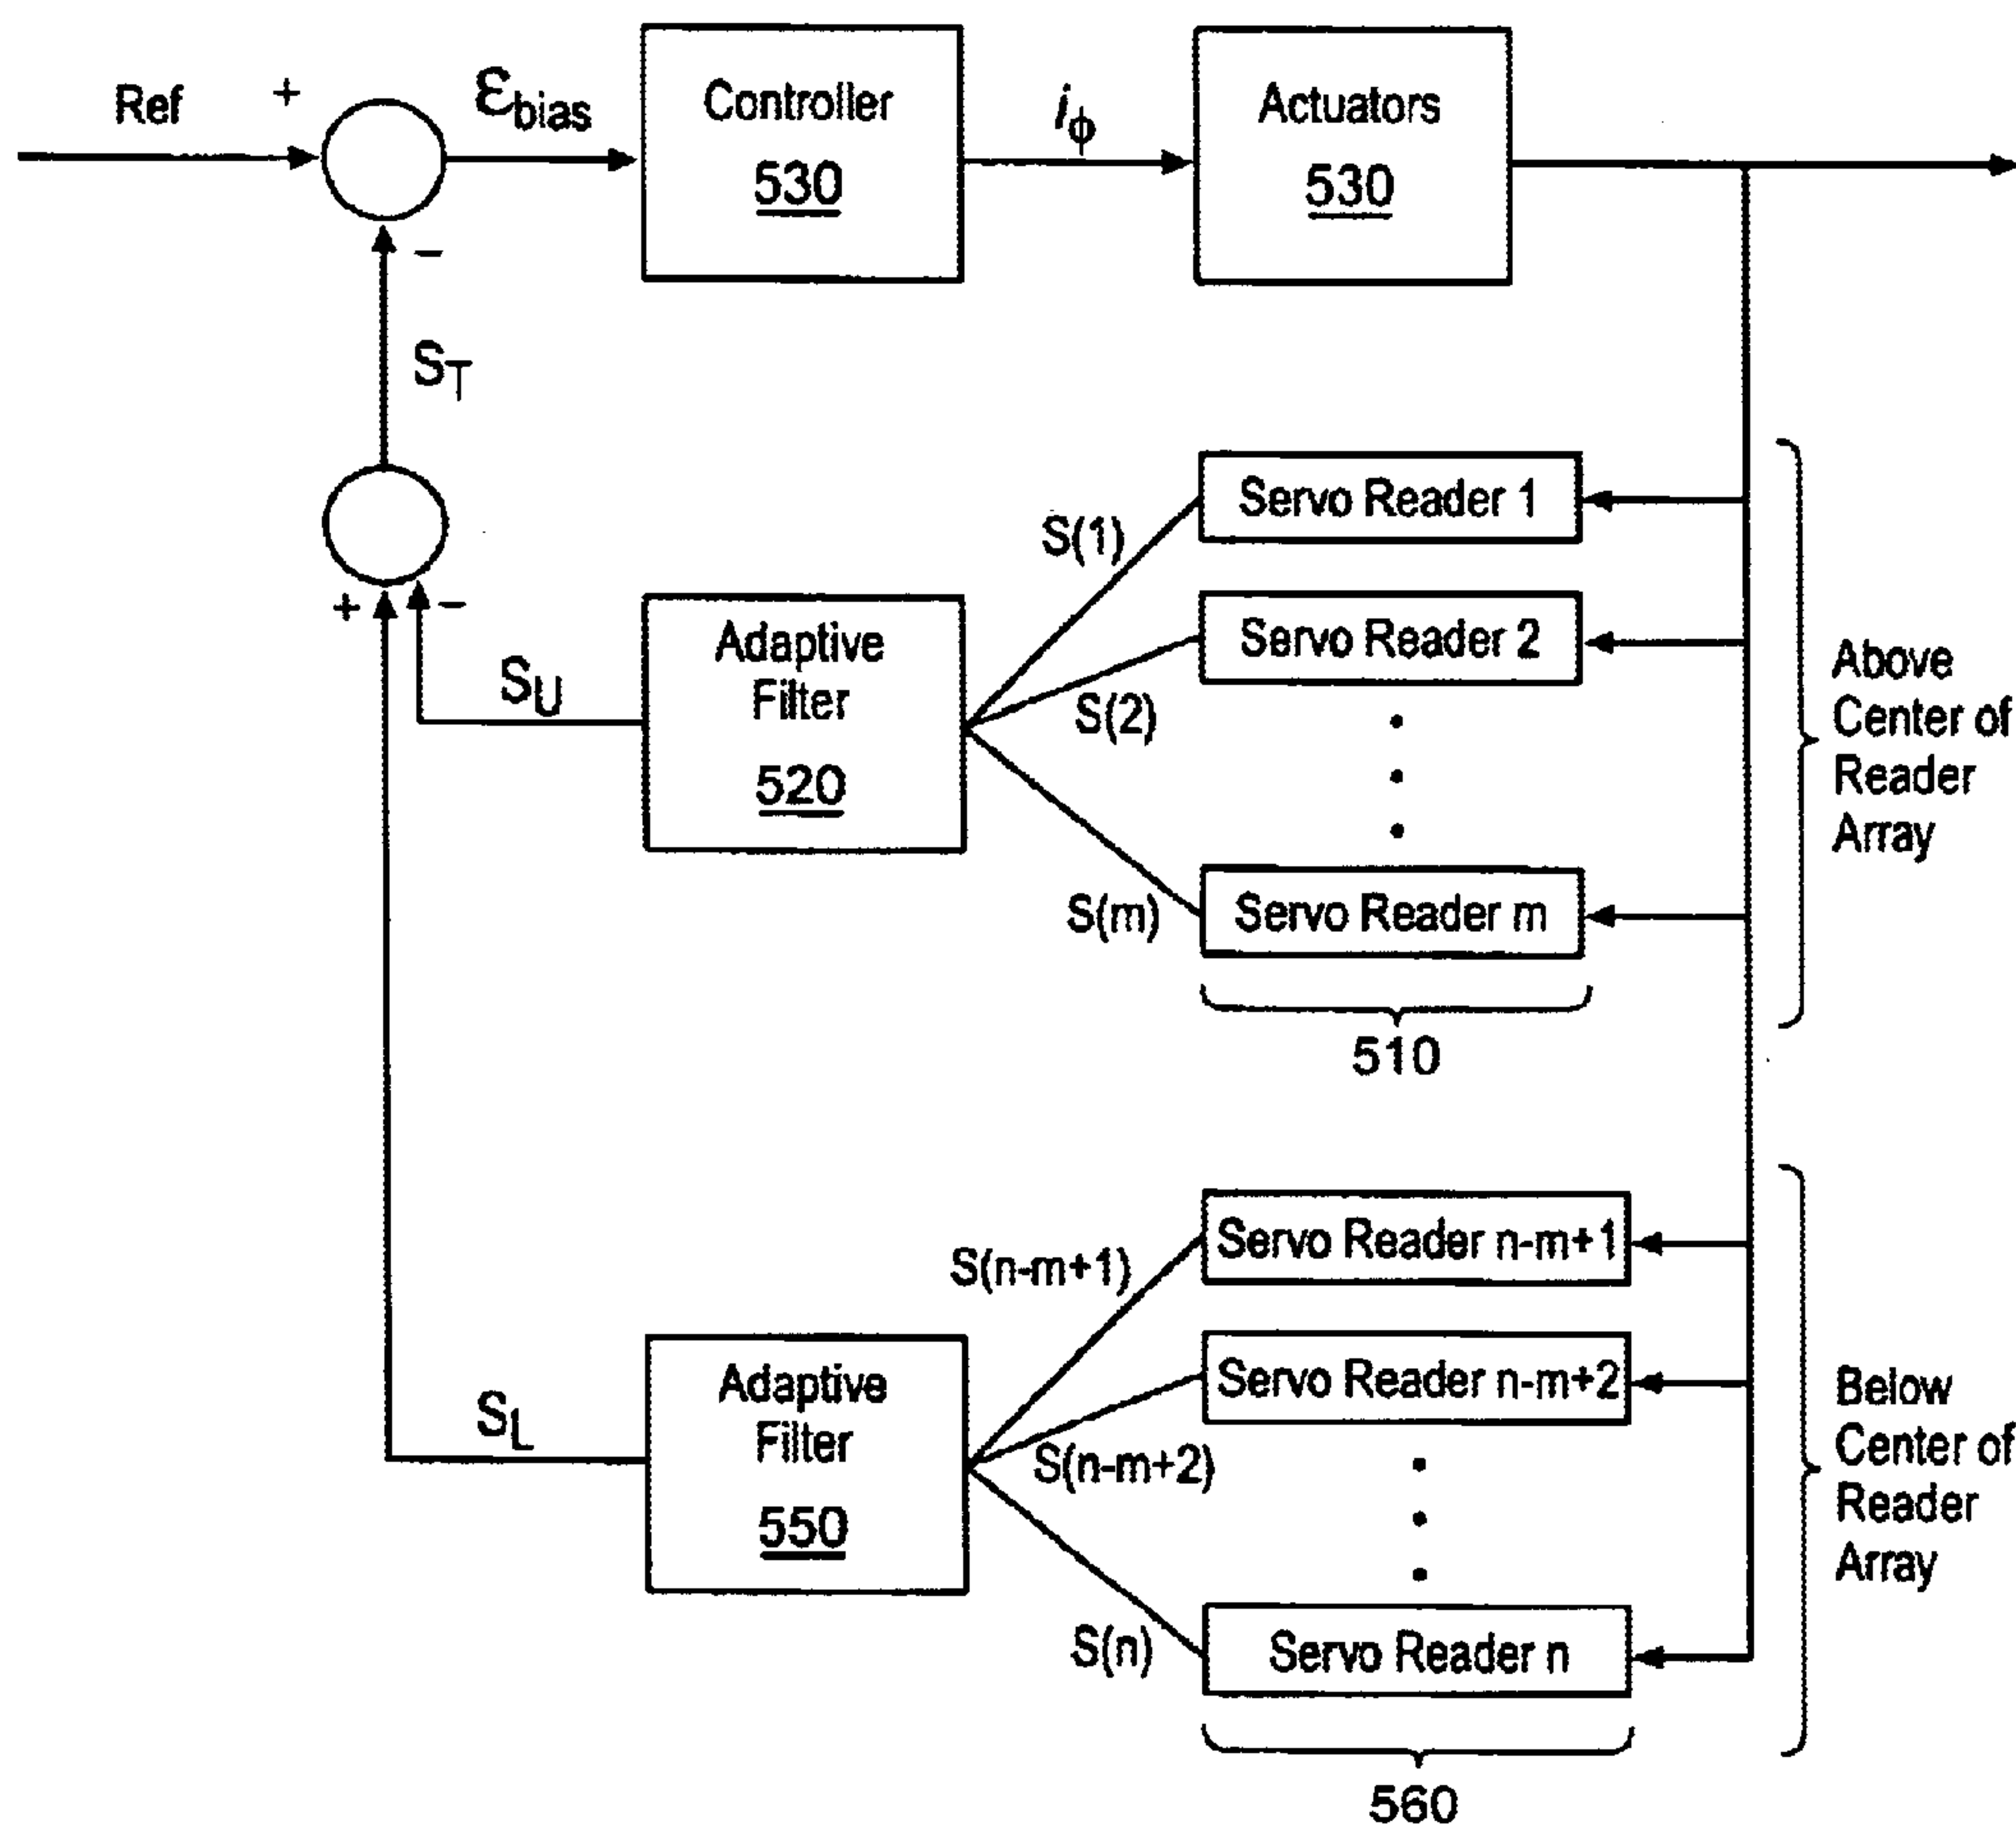 Ref
+
εbias
Controller
530
iϕ
Actuators
530
−
ST
+
−
SU
Adaptive
Filter
520
S(1)
S(2)
S(m)
Servo Reader 1
Servo Reader 2
Servo Reader m
510
Above
Center of
Reader
Array
SL
Adaptive
Filter
550
S(n-m+1)
S(n-m+2)
S(n)
Servo Reader n-m+1
Servo Reader n-m+2
Servo Reader n
560
Below
Center of
Reader
Array